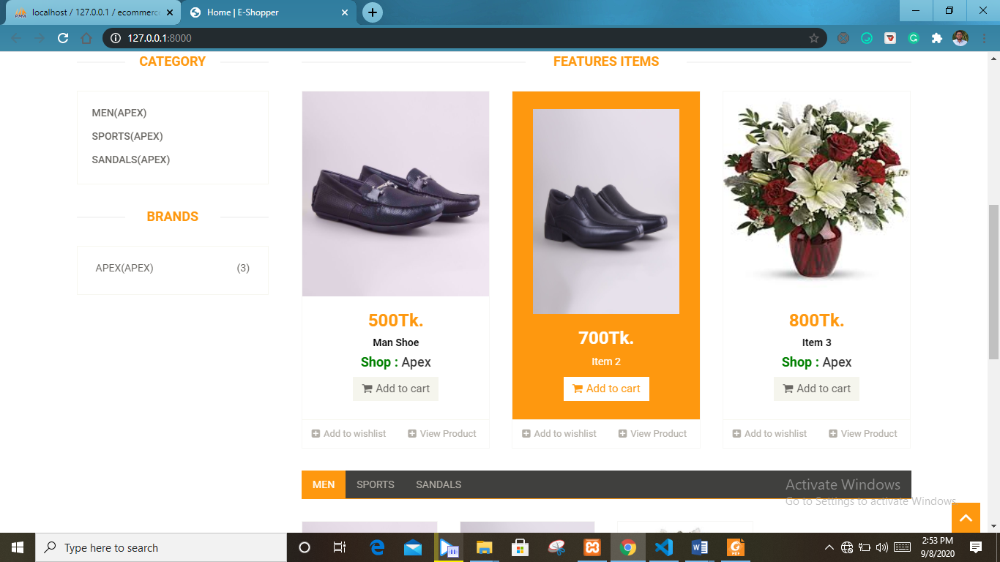 localhost / 127.0.0.1 / ecommerc
Home | E-Shopper
127.0.0.1:8000
CATEGORY
MEN(APEX)
SPORTS(APEX)
SANDALS(APEX)
BRANDS
APEX(APEX) (3)
FEATURES ITEMS
500Tk.
Man Shoe
Shop : Apex
Add to cart
Add to wishlist View Product
700Tk.
Item 2
Add to cart
Add to wishlist View Product
800Tk.
Item 3
Shop : Apex
Add to cart
Add to wishlist View Product
MEN SPORTS SANDALS
Activate Windows
Go to Settings to activate Windows.
Type here to search
2:53 PM
9/8/2020